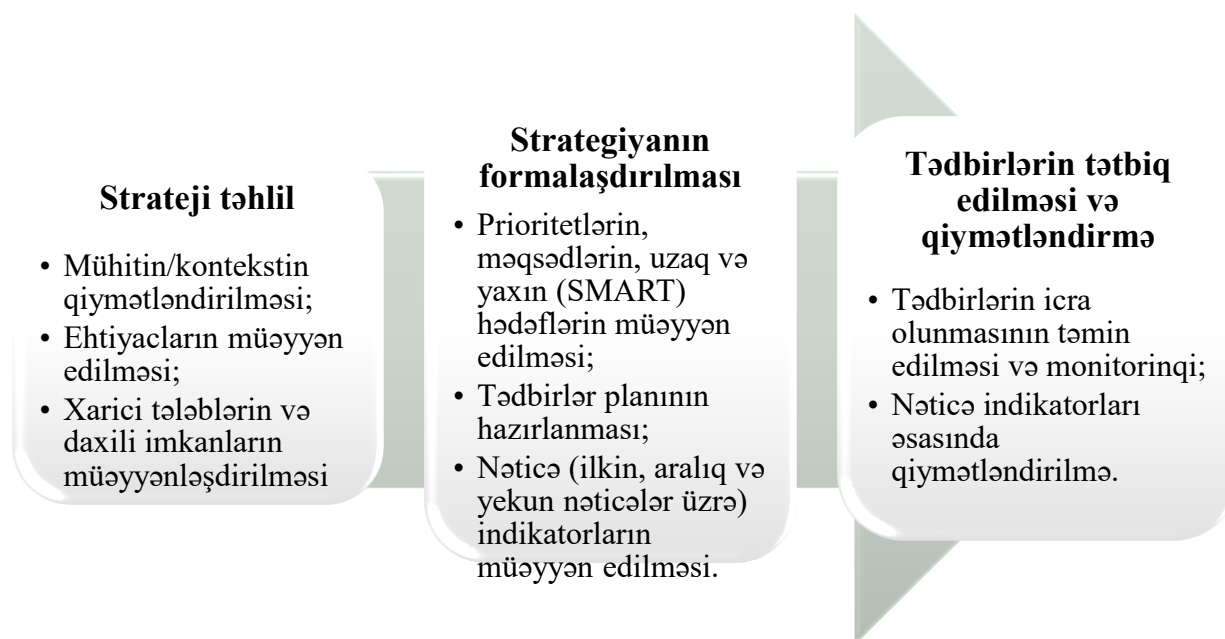 Strateji təhlil
• Mühitin/kontekstin
qiymətləndirilməsi;
• Ehtiyacların müəyyən
edilməsi;
• Xarici tələblərin və
daxili imkanların
müəyyənləşdirilməsi
Strategiyanın
formalaşdırılması
• Prioritetlərin,
məqsədlərin, uzaq və
yaxın (SMART)
hədəflərin müəyyən
edilməsi;
• Tədbirlər planının
hazırlanması;
• Nəticə (ilkin, aralıq və
yekun nəticələr üzrə)
indikatorların
müəyyən edilməsi.
Tədbirlərin tətbiq
edilməsi və
qiymətləndirmə
• Tədbirlərin icra
olunmasının təmin
edilməsi və monitorinqi;
• Nəticə indikatorları
əsasında
qiymətləndirilmə.